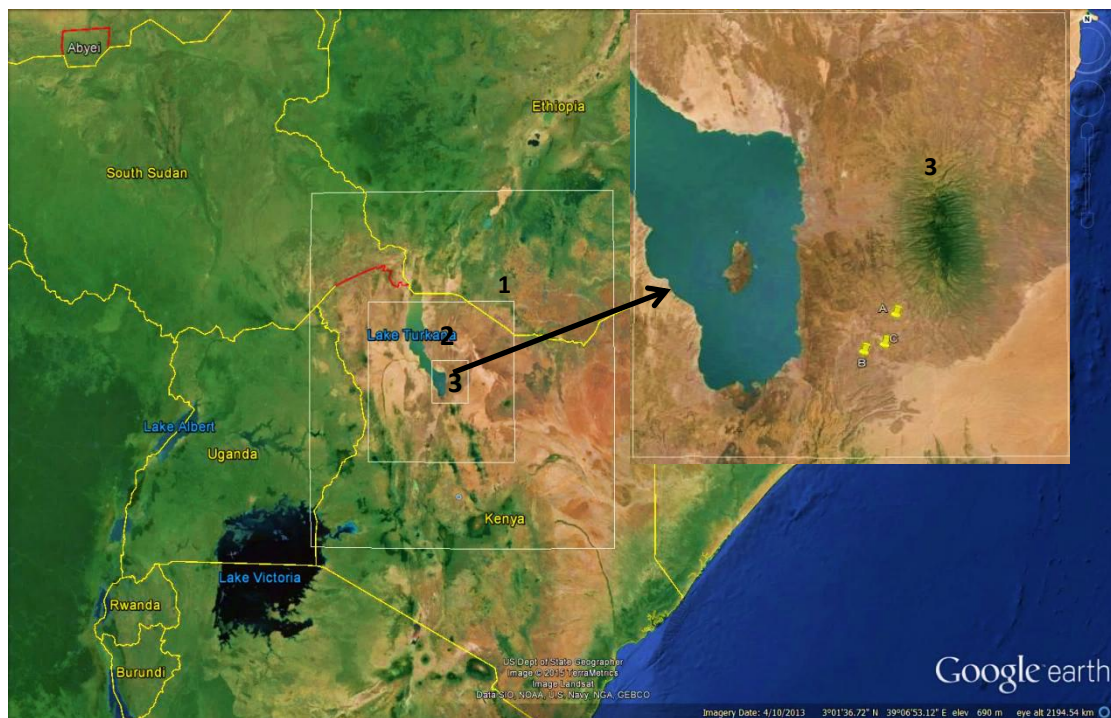 Abyei
N
Ethiopia
South Sudan
3
1
Lake Turkana
2
A
C
B
3
Lake Albert
Uganda
Kenya
Lake Victoria
Rwanda
Burundi
US Dept of State Geographer
Image © 2015 TerraMetrics
Image Landsat
Data SIO, NOAA, U.S. Navy, NGA, GEBCO
Google earth
Imagery Date: 4/10/2013 3°01'36.72" N 39°06'53.12" E elev 690 m eye alt 2194.54 km